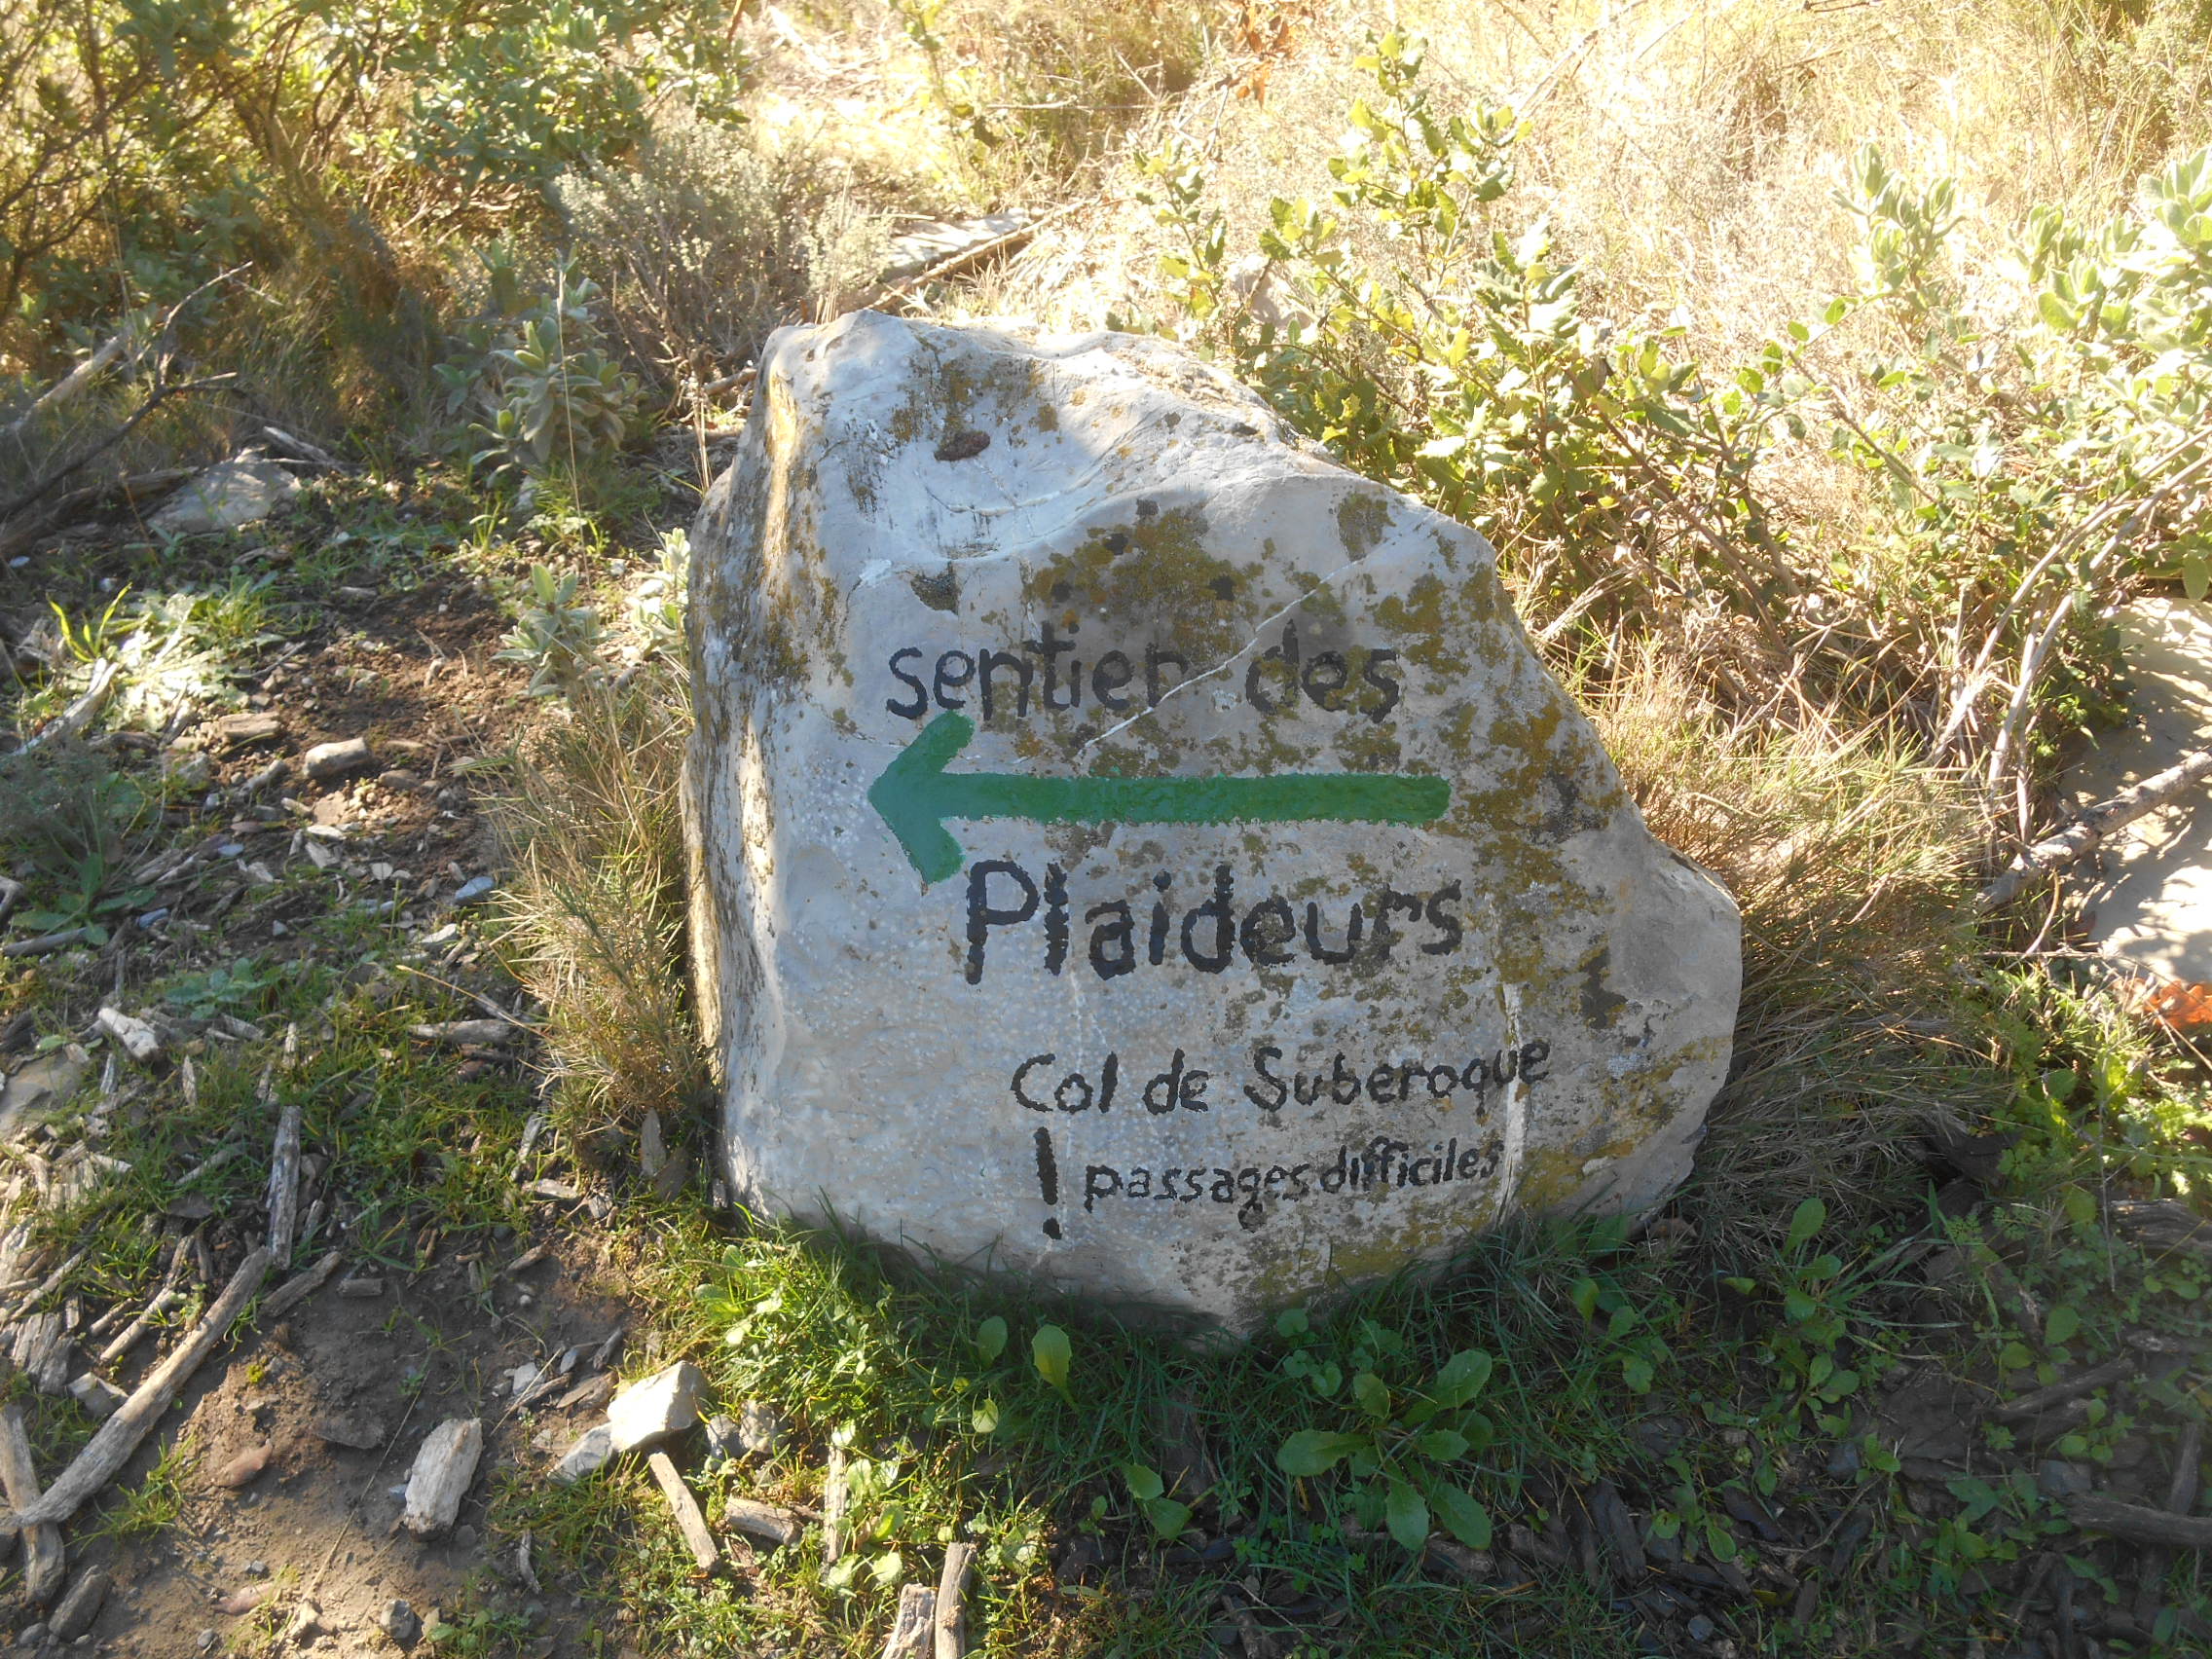 sentier des
Plaideurs
Col de Suberoque
! passages difficiles